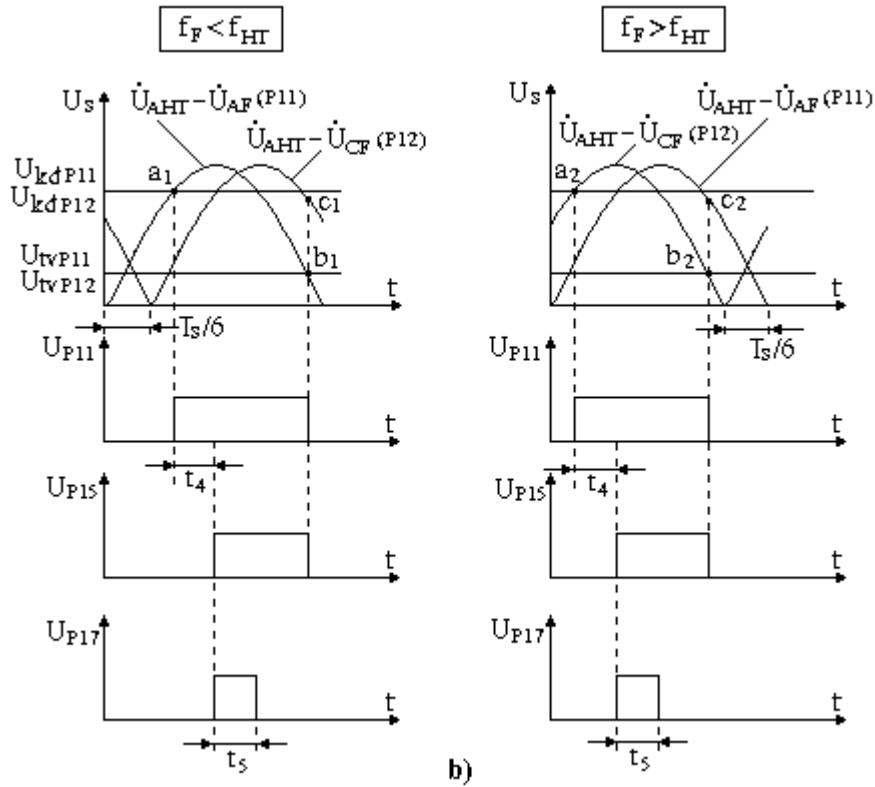 f_F < f_HT
U_s
U̇_AHT − U̇_AF (P11)
U̇_AHT − U̇_CF (P12)
U_kđP11
U_kđP12
a_1
c_1
U_tvP11
U_tvP12
b_1
t
T_s/6
U_P11
t
t_4
U_P15
t
U_P17
t
t_5
f_F > f_HT
U_s
U̇_AHT − U̇_AF (P11)
U̇_AHT − U̇_CF (P12)
a_2
c_2
b_2
t
T_s/6
U_P11
t
t_4
U_P15
t
U_P17
t
t_5
b)